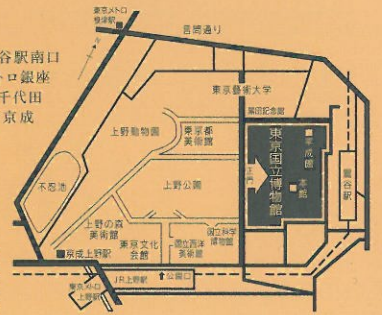 東京メトロ
根津駅
言問通り
谷駅南口
トロ銀座
千代田
京成
東京藝術大学
黒田記念館
上野動物園
東京都
美術館
東京国立博物館
平成館
本館
正門
鶯谷駅
不忍池
上野公園
上野の森
美術館
東京文化
会館
国立西洋
美術館
国立科学
博物館
京成上野駅
JR上野駅
公園口
東京メトロ
上野駅